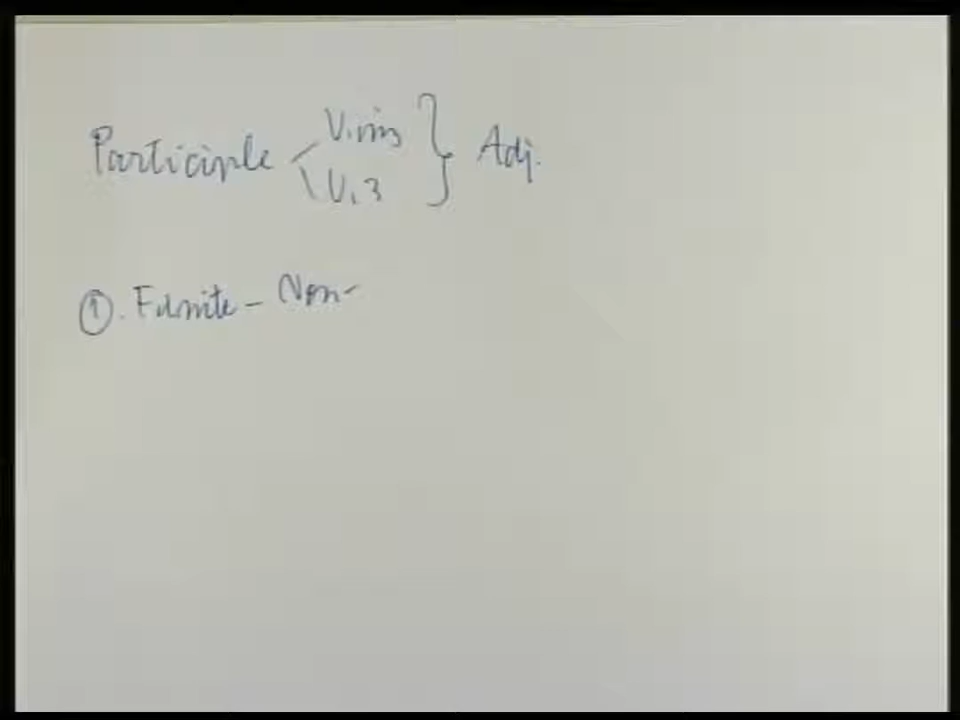 Participle V.ing } Adj.
V.3
①. Finite - Non-